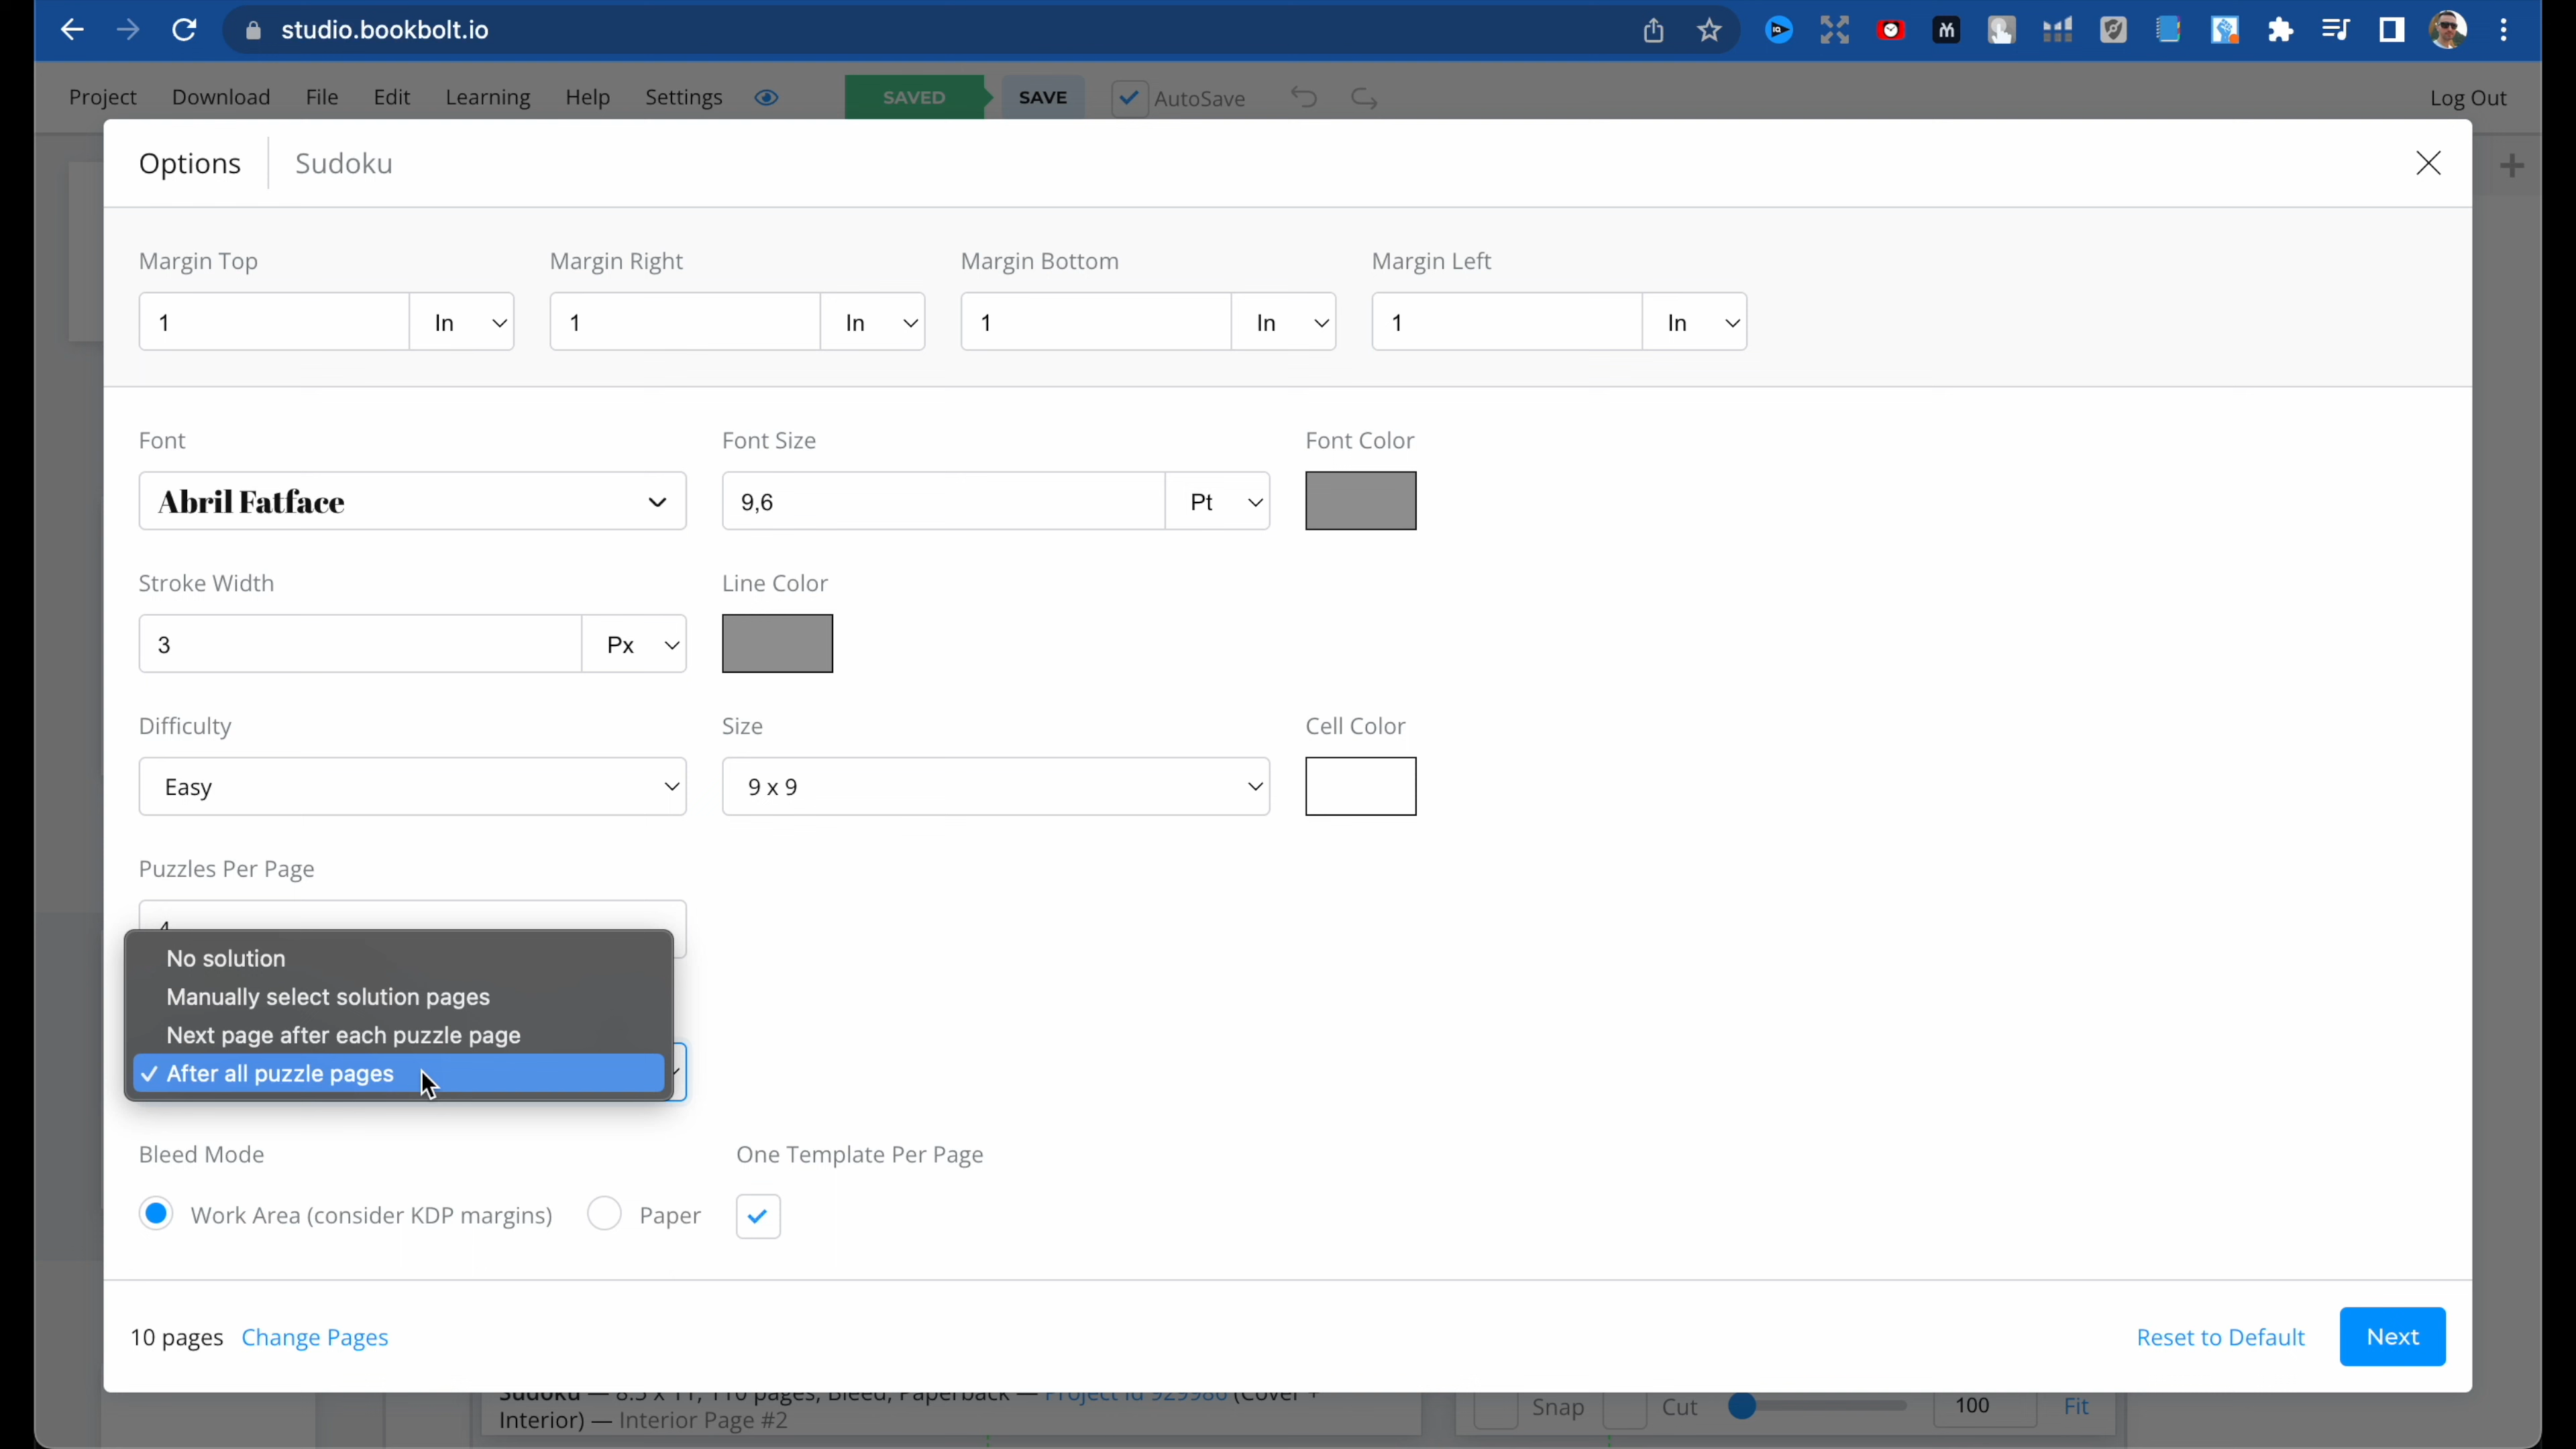 studio.bookbolt.io
Project Download File Edit Learning Help Settings SAVED SAVE AutoSave Log Out
Options Sudoku
Margin Top Margin Right Margin Bottom Margin Left
1 In 1 In 1 In 1 In
Font Font Size Font Color
Abril Fatface 9,6 Pt
Stroke Width Line Color
3 Px
Difficulty Size Cell Color
Easy 9 x 9
Puzzles Per Page
4
No solution
Manually select solution pages
Next page after each puzzle page
✓ After all puzzle pages
Bleed Mode One Template Per Page
Work Area (consider KDP margins) Paper
10 pages Change Pages Reset to Default Next
Sudoku — 8.5 x 11, 110 pages, Bleed, Paperback — Project Id 929986 (Cover +
Interior) — Interior Page #2
Snap Cut 100 Fit